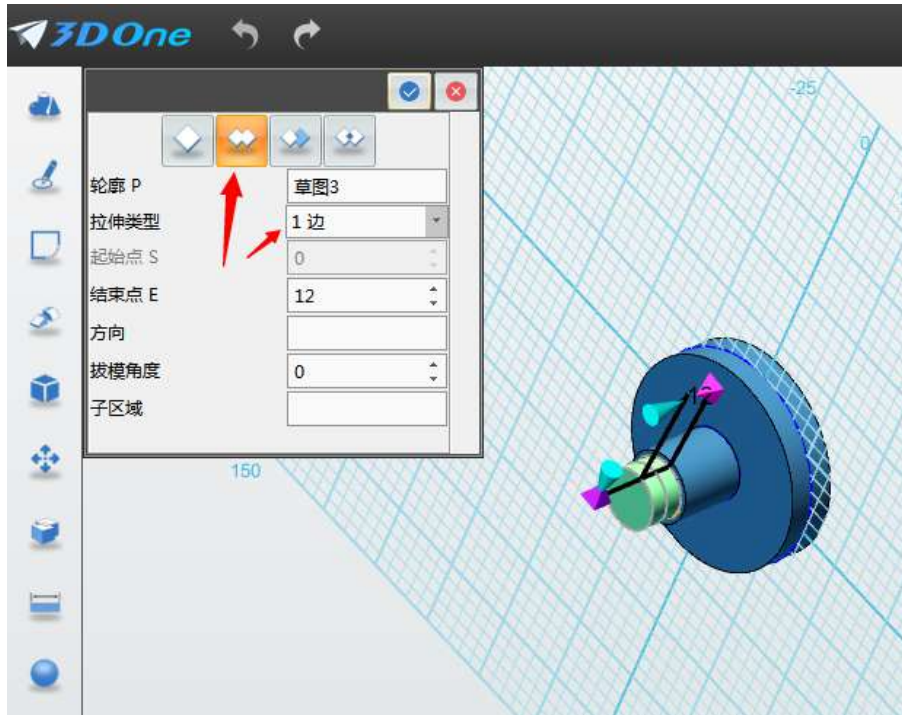 3D One
轮廓 P 草图3
拉伸类型 1 边
起始点 S 0
结束点 E 12
方向
拔模角度 0
子区域
-25
0
150